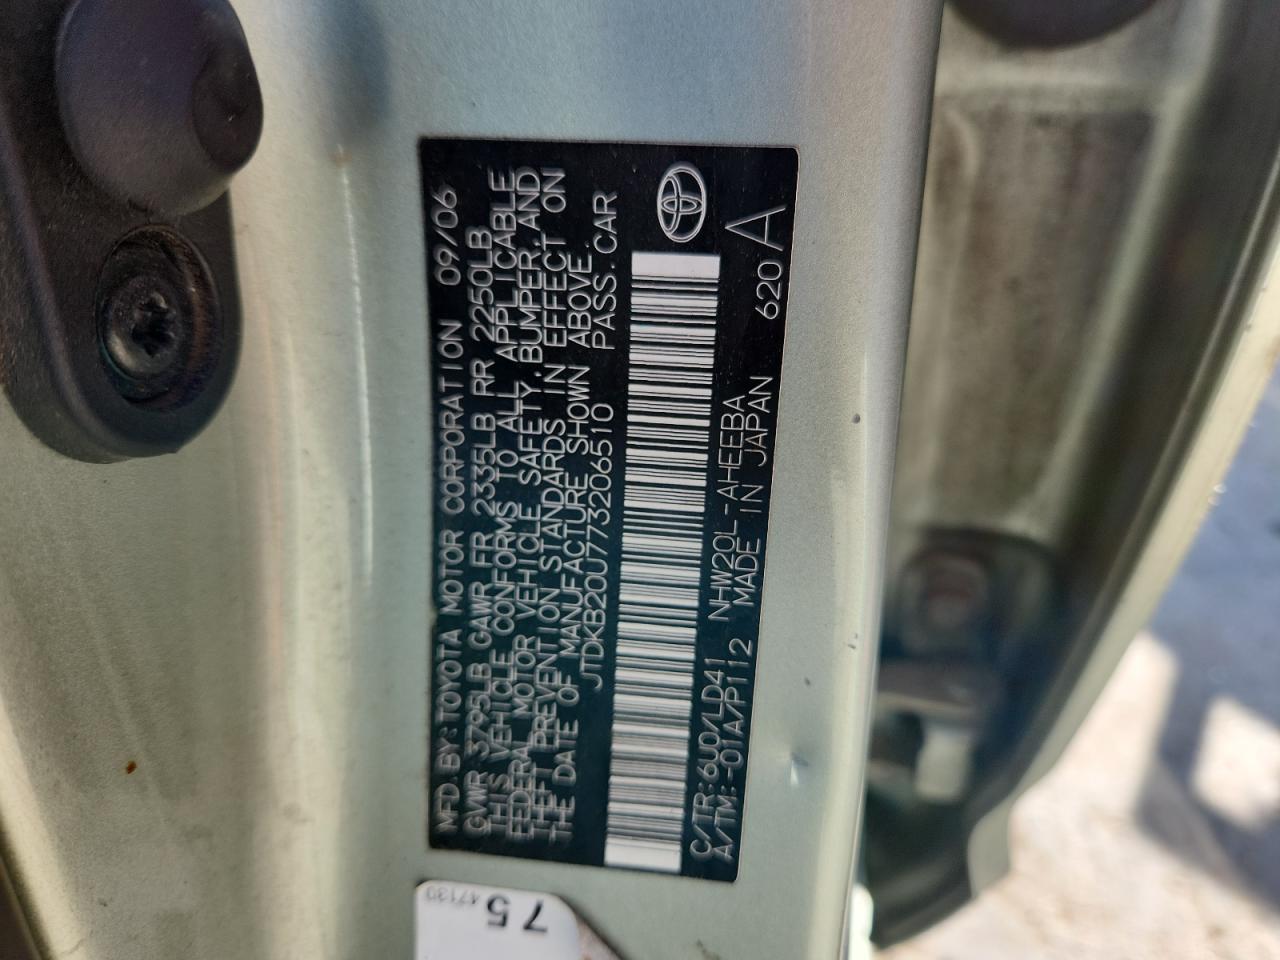 MFD. BY: TOYOTA MOTOR CORPORATION 09/06
GVWR 3795LB GAWR FR 2335LB RR 2250LB
THIS VEHICLE CONFORMS TO ALL APPLICABLE
FEDERAL MOTOR VEHICLE SAFETY, BUMPER, AND
THEFT PREVENTION STANDARDS IN EFFECT ON
THE DATE OF MANUFACTURE SHOWN ABOVE.
JTDKB20U773206510 PASS. CAR
C/TR: 6U0/LD41 NHW20L-AHEEBA
A/TM: -01A/P112 MADE IN JAPAN 620 A
75
47130